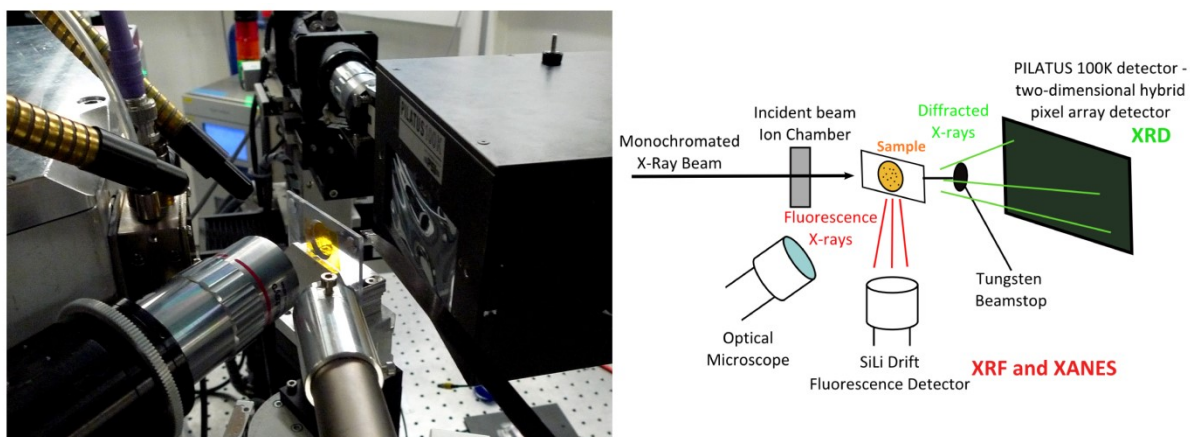 PILATUS 100K
PILATUS 100K detector -
two-dimensional hybrid
pixel array detector
XRD
Diffracted
X-rays
Incident beam
Ion Chamber
Sample
Monochromated
X-Ray Beam
Fluorescence
X-rays
Tungsten
Beamstop
Optical
Microscope
SiLi Drift
Fluorescence Detector
XRF and XANES